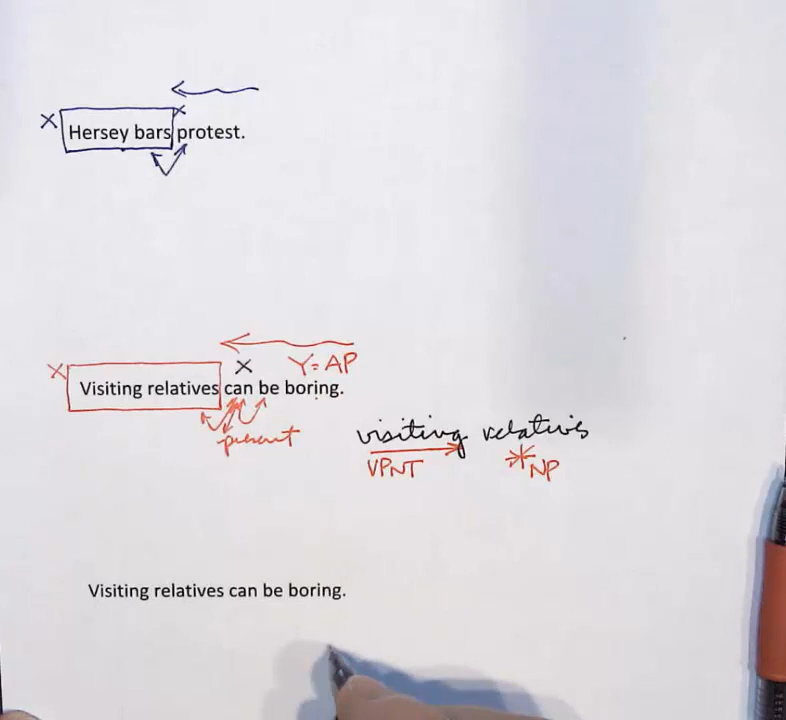 Hersey bars protest.
Y=AP
Visiting relatives can be boring.
present
visiting relatives
VPNT NP
Visiting relatives can be boring.